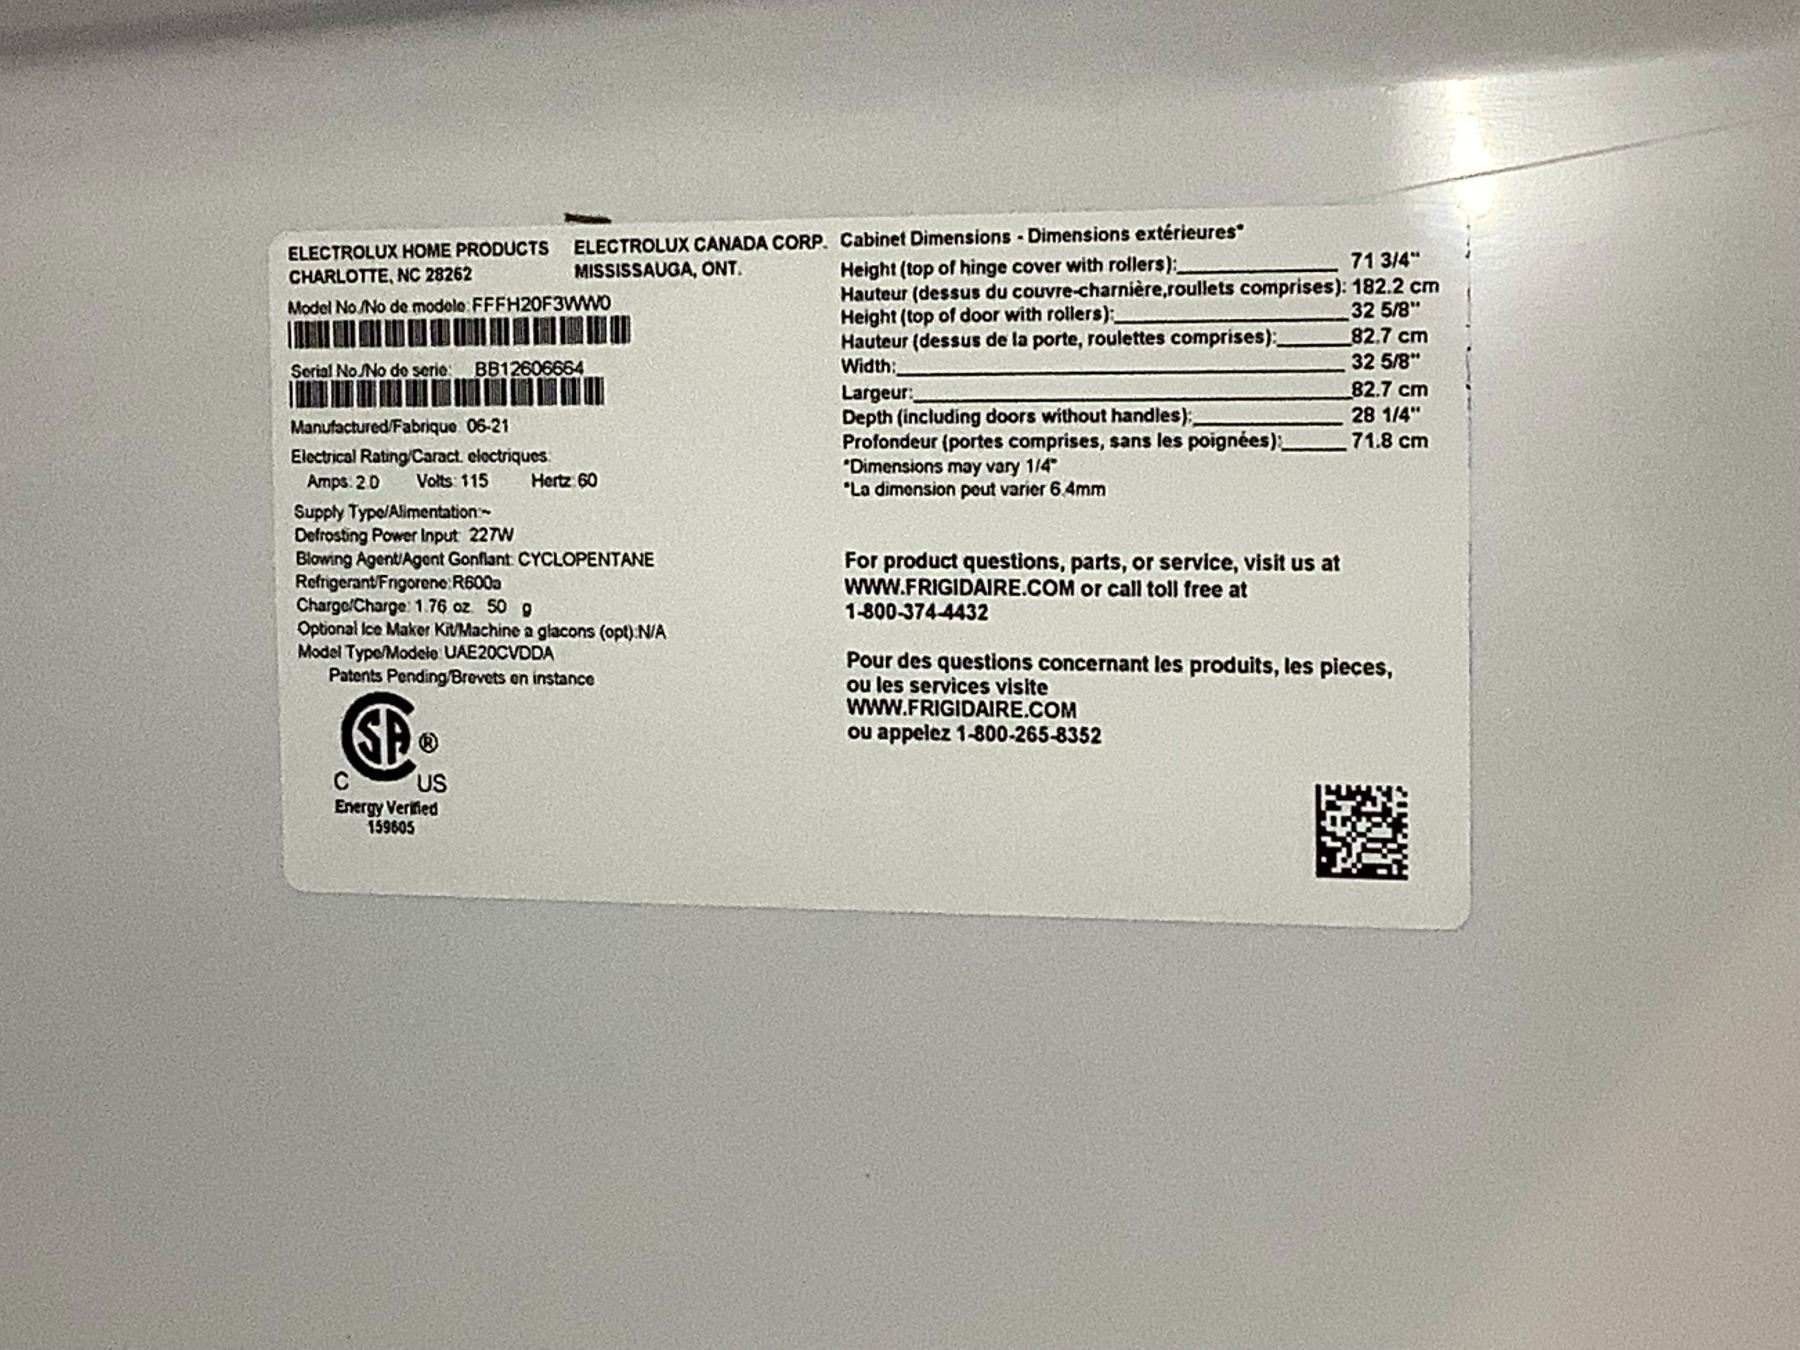 ELECTROLUX HOME PRODUCTS
CHARLOTTE, NC 28262
ELECTROLUX CANADA CORP.
MISSISSAUGA, ONT.
Model No./No de modele: FFFH20F3WW0
Serial No./No de serie: BB12606664
Manufactured/Fabrique 06-21
Electrical Rating/Caract. electriques:
Amps: 2.0 Volts: 115 Hertz: 60
Supply Type/Alimentation:~
Defrosting Power Input: 227W
Blowing Agent/Agent Gonflant: CYCLOPENTANE
Refrigerant/Frigorene:R600a
Charge/Charge: 1.76 oz. 50 g
Optional Ice Maker Kit/Machine a glacons (opt):N/A
Model Type/Modele: UAE20CVDDA
Patents Pending/Brevets en instance
CSA®
C US
Energy Verified
159605
Cabinet Dimensions - Dimensions extérieures*
Height (top of hinge cover with rollers): 71 3/4"
Hauteur (dessus du couvre-charnière,roullets comprises): 182.2 cm
Height (top of door with rollers): 32 5/8"
Hauteur (dessus de la porte, roulettes comprises): 82.7 cm
Width: 32 5/8"
Largeur: 82.7 cm
Depth (including doors without handles): 28 1/4"
Profondeur (portes comprises, sans les poignées): 71.8 cm
*Dimensions may vary 1/4"
*La dimension peut varier 6.4mm
For product questions, parts, or service, visit us at
WWW.FRIGIDAIRE.COM or call toll free at
1-800-374-4432
Pour des questions concernant les produits, les pieces,
ou les services visite
WWW.FRIGIDAIRE.COM
ou appelez 1-800-265-8352